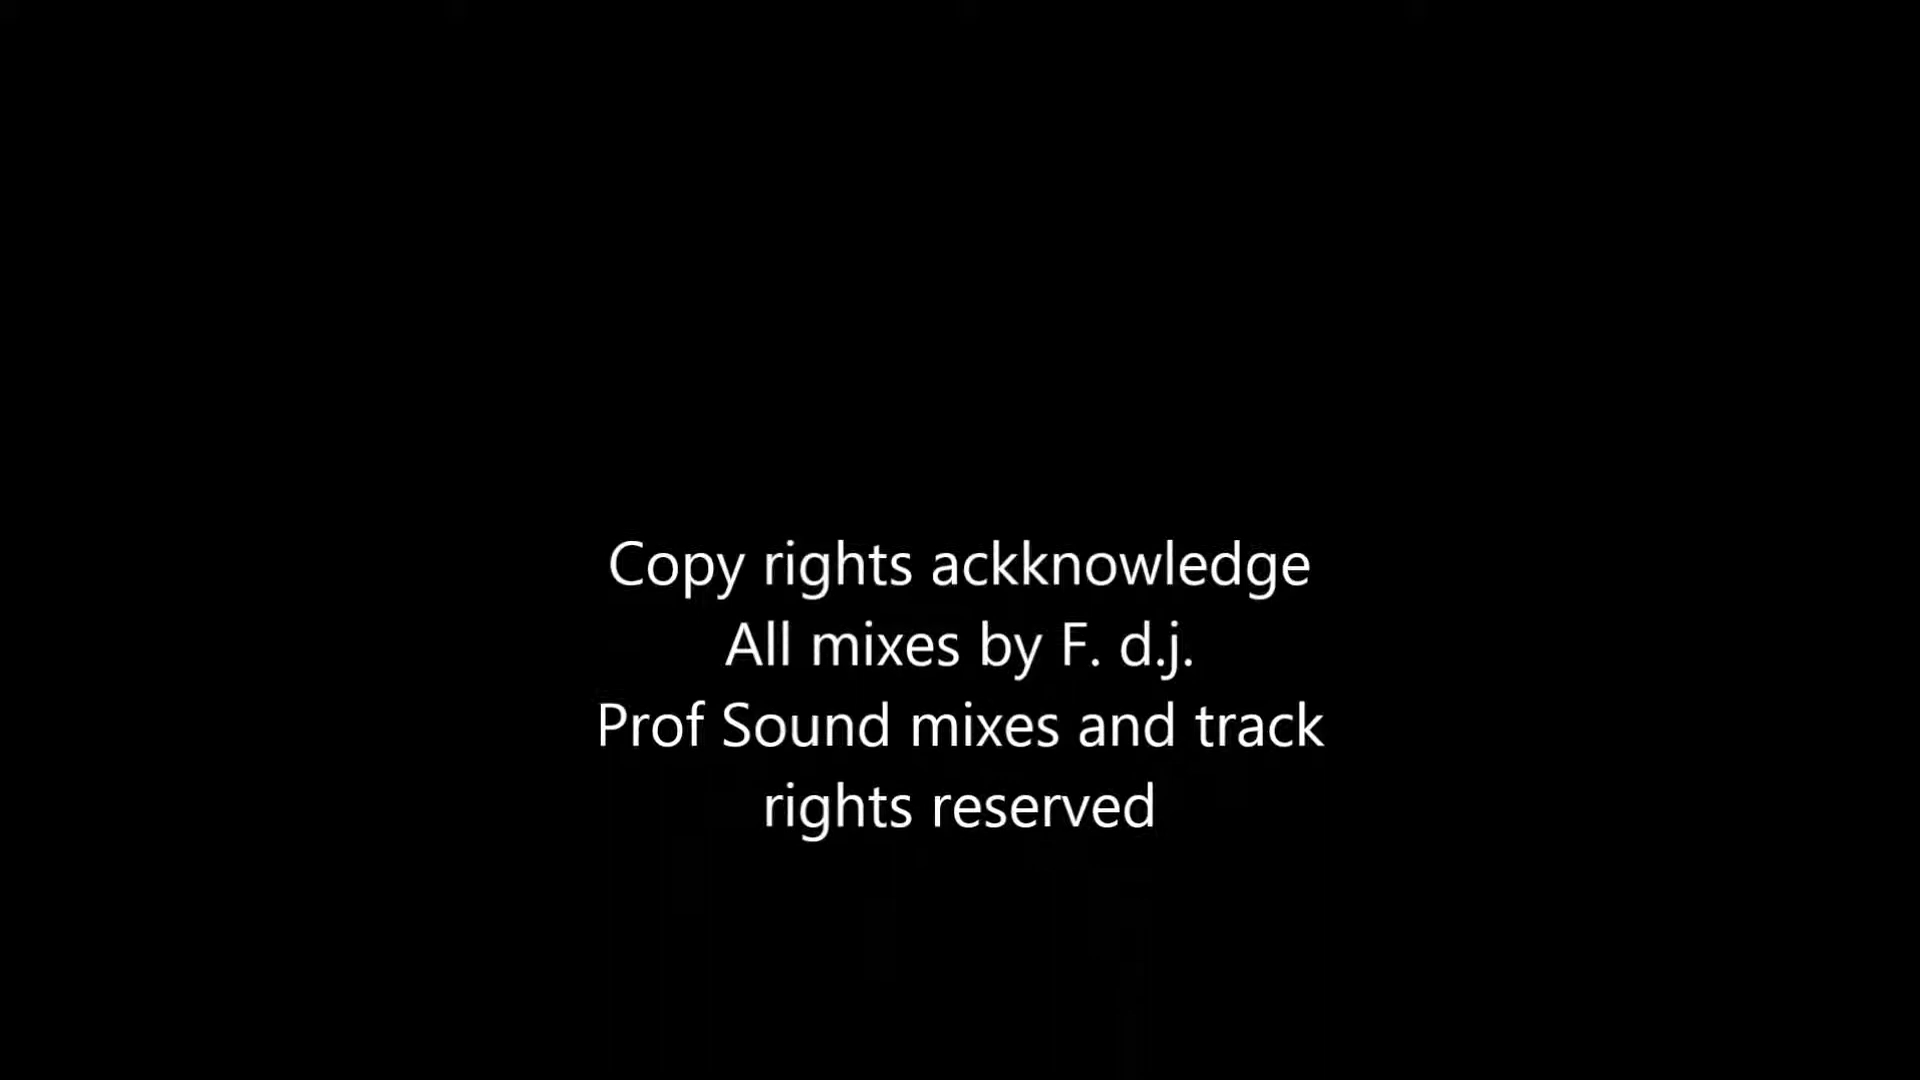 Copy rights ackknowledge
All mixes by F. d.j.
Prof Sound mixes and track
rights reserved